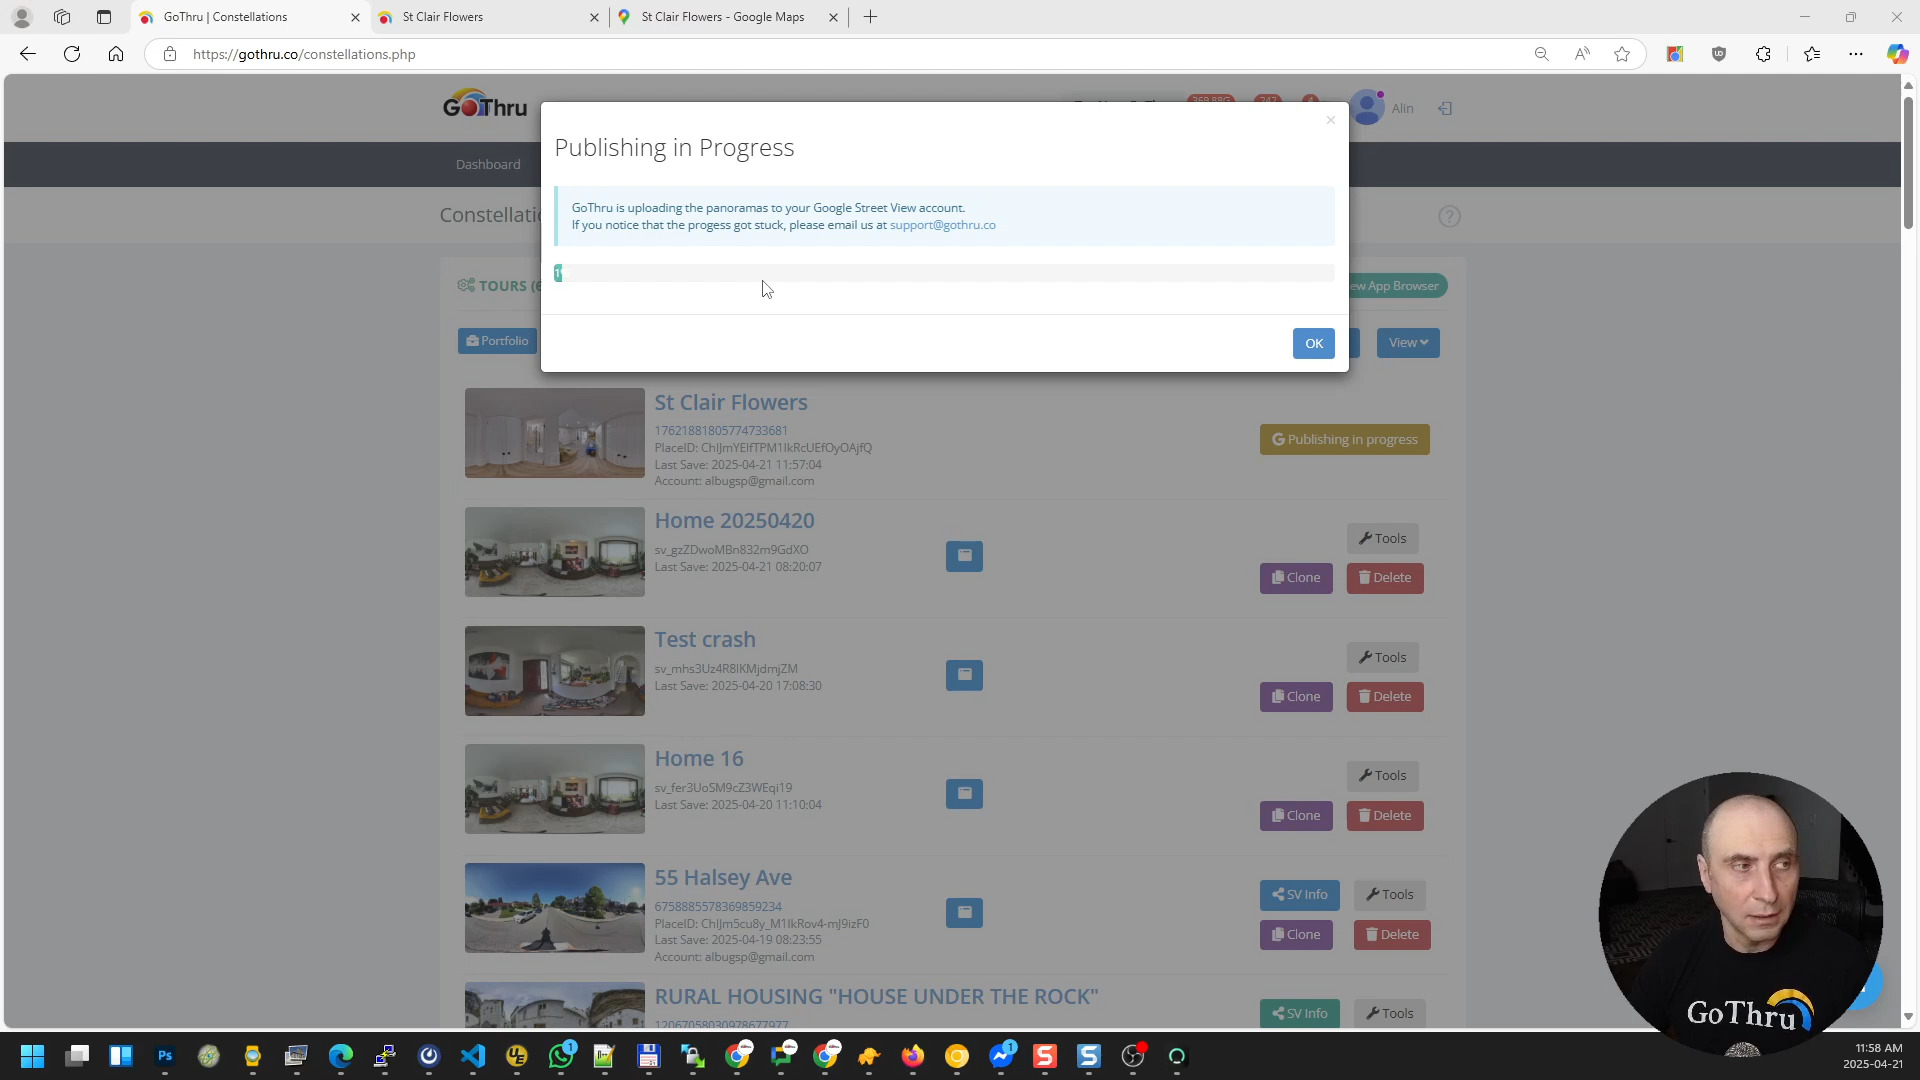 GoThru | Constellations
St Clair Flowers
St Clair Flowers - Google Maps
https://gothru.co/constellations.php
GoThru
Alin
Dashboard
Publishing in Progress
GoThru is uploading the panoramas to your Google Street View account.
If you notice that the progess got stuck, please email us at support@gothru.co
OK
TOURS
ew App Browser
Portfolio
View
St Clair Flowers
17621881805774733681
PlaceID: ChIJmYElfTPM1IkRcUEfOyOAjfQ
Last Save: 2025-04-21 11:57:04
Account: albugsp@gmail.com
Publishing in progress
Home 20250420
sv_gzZDwoMBn832m9GdXO
Last Save: 2025-04-21 08:20:07
Tools
Clone
Delete
Test crash
sv_mhs3Uz4R8IKMjdmjZM
Last Save: 2025-04-20 17:08:30
Tools
Clone
Delete
Home 16
sv_fer3UoSM9cZ3WEqi19
Last Save: 2025-04-20 11:10:04
Tools
Clone
Delete
55 Halsey Ave
6758885578369859234
PlaceID: ChIJm5cu8y_M1IkRov4-mJ9izF0
Last Save: 2025-04-19 08:23:55
Account: albugsp@gmail.com
SV Info
Tools
Clone
Delete
RURAL HOUSING "HOUSE UNDER THE ROCK"
12067058030978677977
SV Info
Tools
GoThru
11:58 AM
2025-04-21